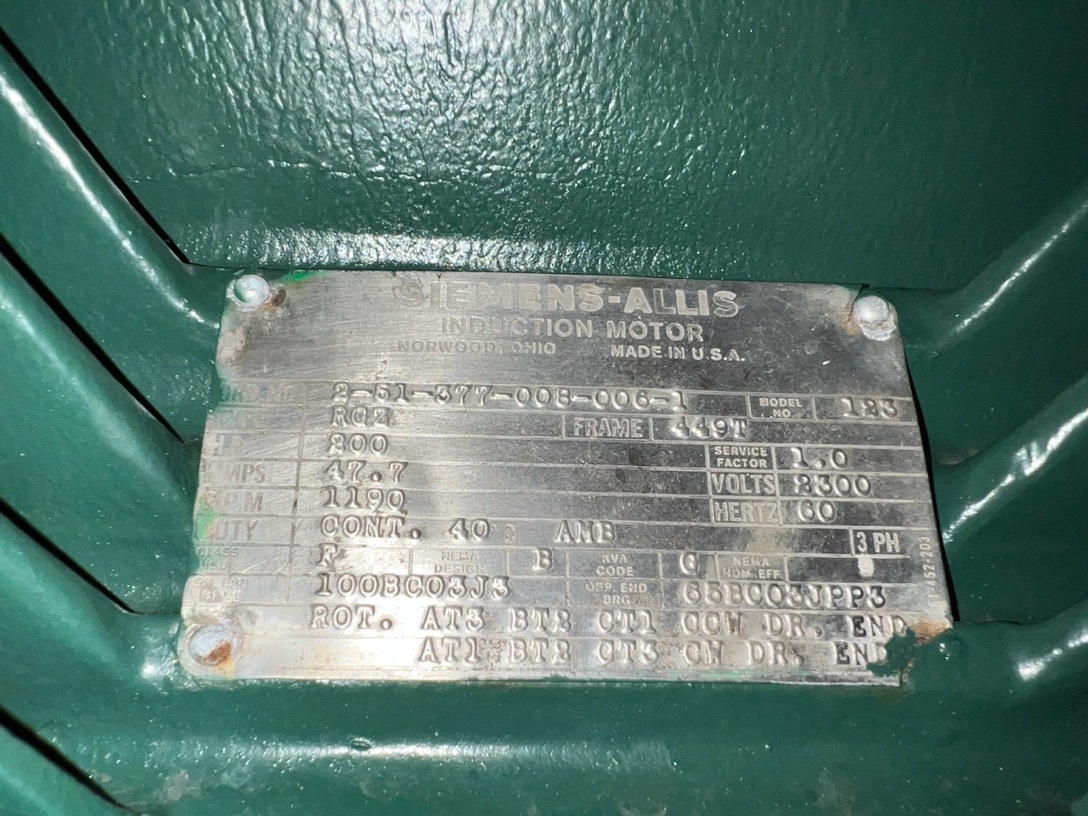 SIEMENS-ALLIS
INDUCTION MOTOR
NORWOOD, OHIO MADE IN U.S.A.
2-51-377-008-006-1 MODEL NO 123
RGZ FRAME 449T
200 SERVICE FACTOR 1.0
AMPS 47.7 VOLTS 2300
1190 HERTZ 60
DUTY CONT. 40 C AMB 3 PH
CLASS F NEMA DESIGN B KVA CODE G NEMA NOM. EFF
100BC03J3 OPP. END BRG 65BC03JPP3
ROT. AT3 BT2 CT1 CCW DR. END
AT1 BT2 CT3 CW DR. END